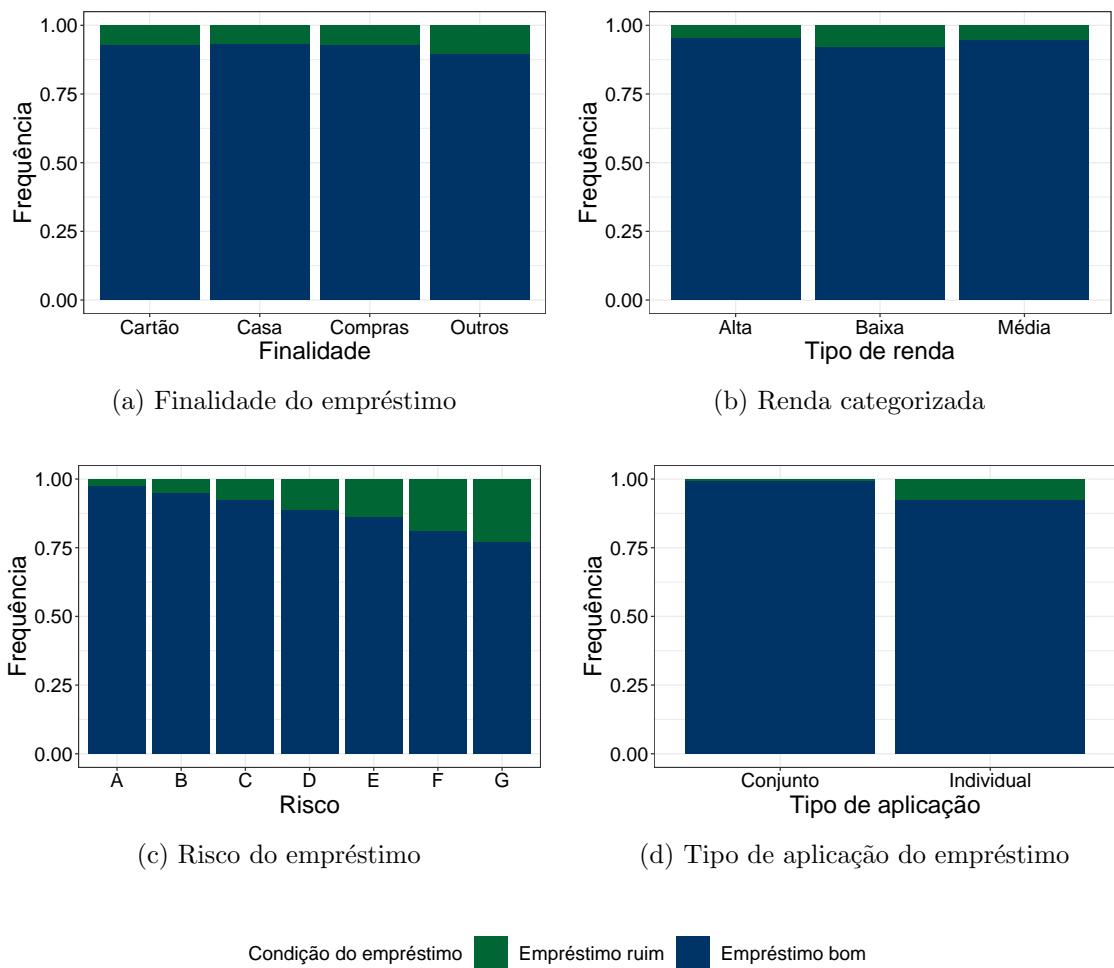 1.00
0.75
0.50
0.25
0.00
Frequência
Cartão Casa Compras Outros
Finalidade
(a) Finalidade do empréstimo
1.00
0.75
0.50
0.25
0.00
Frequência
Alta Baixa Média
Tipo de renda
(b) Renda categorizada
1.00
0.75
0.50
0.25
0.00
Frequência
A B C D E F G
Risco
(c) Risco do empréstimo
1.00
0.75
0.50
0.25
0.00
Frequência
Conjunto Individual
Tipo de aplicação
(d) Tipo de aplicação do empréstimo
Condição do empréstimo Empréstimo ruim Empréstimo bom